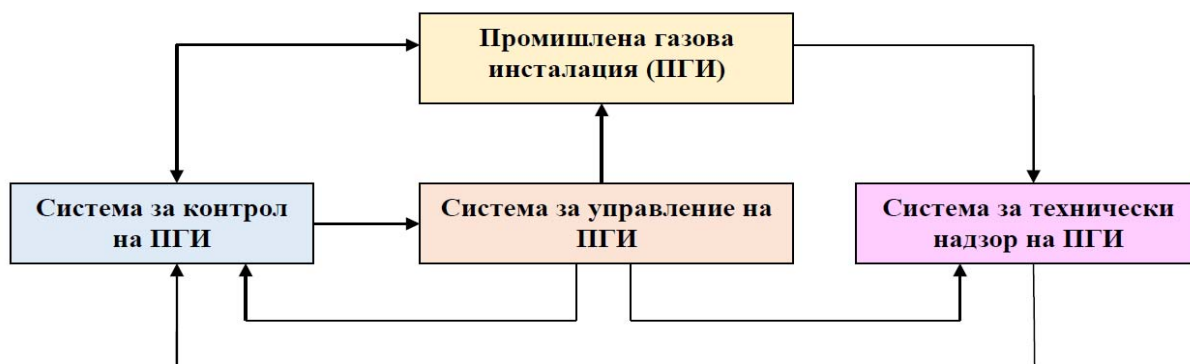 Промишлена газова
инсталация (ПГИ)
Система за контрол
на ПГИ
Система за управление на
ПГИ
Система за технически
надзор на ПГИ